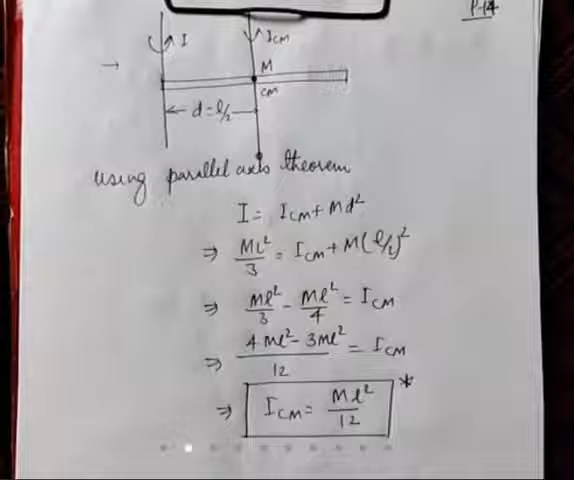 P-14
I
ICM
→
M
CM
d = l/2
using parallel axis theorem
I = ICM + Md²
⇒ Ml²/3 = ICM + M(l/2)²
⇒ Ml²/3 - Ml²/4 = ICM
⇒ 4Ml² - 3Ml²/12 = ICM
⇒ ICM = Ml²/12 *